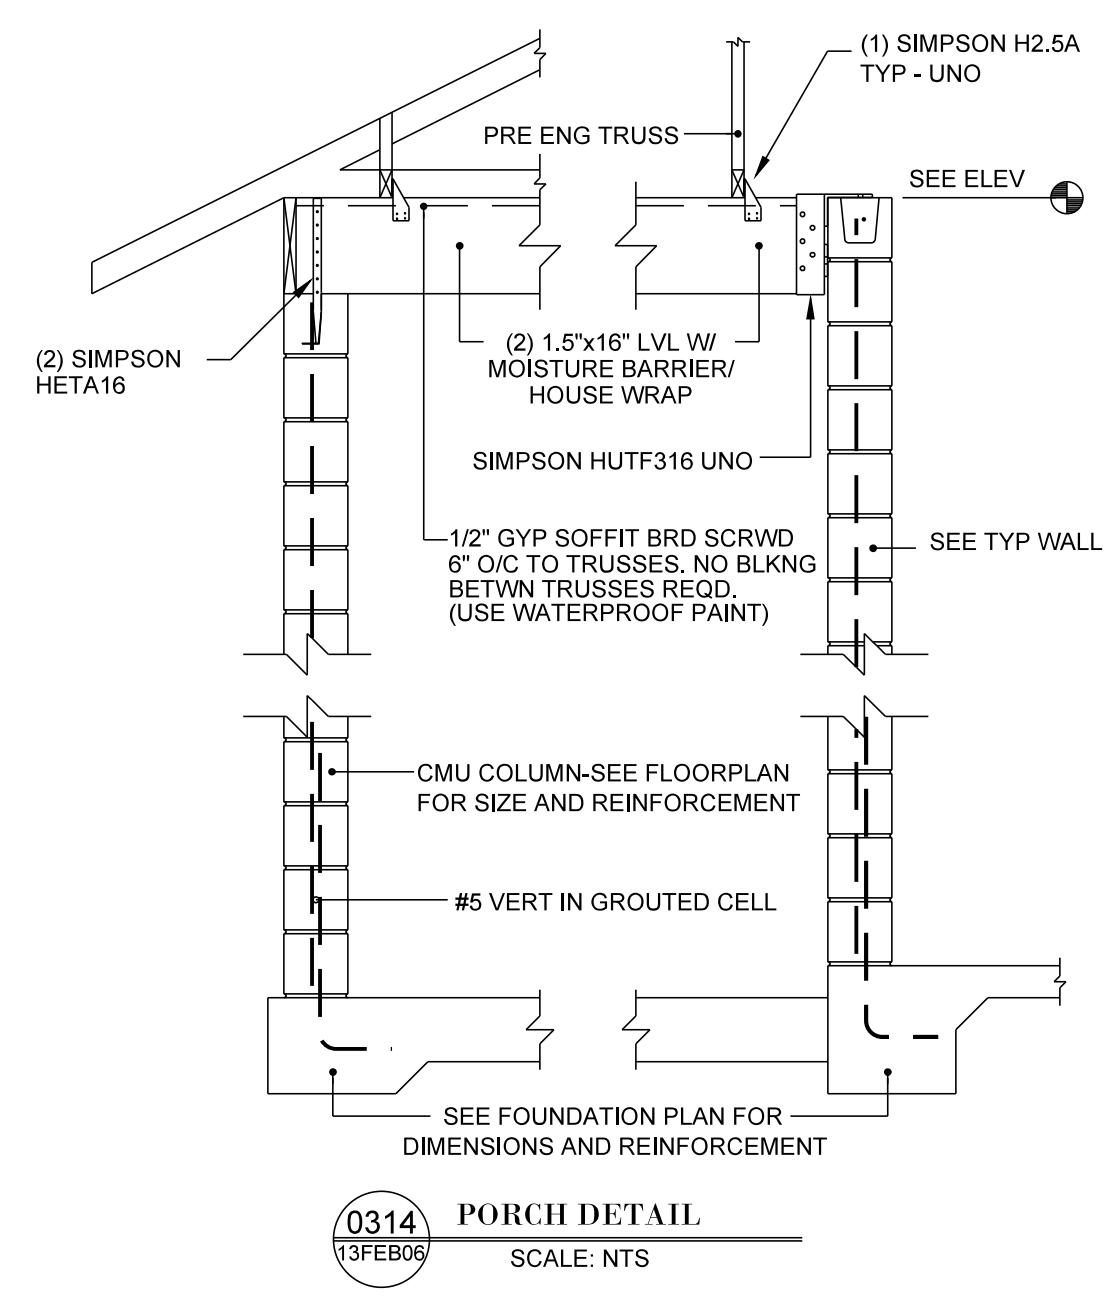 (1) SIMPSON H2.5A
TYP - UNO
PRE ENG TRUSS
SEE ELEV
(2) SIMPSON
HETA16
(2) 1.5"x16" LVL W/
MOISTURE BARRIER/
HOUSE WRAP
SIMPSON HUTF316 UNO
1/2" GYP SOFFIT BRD SCRWD
6" O/C TO TRUSSES. NO BLKNG
BETWN TRUSSES REQD.
(USE WATERPROOF PAINT)
SEE TYP WALL
CMU COLUMN-SEE FLOORPLAN
FOR SIZE AND REINFORCEMENT
#5 VERT IN GROUTED CELL
SEE FOUNDATION PLAN FOR
DIMENSIONS AND REINFORCEMENT
0314
13FEB06
PORCH DETAIL
SCALE: NTS